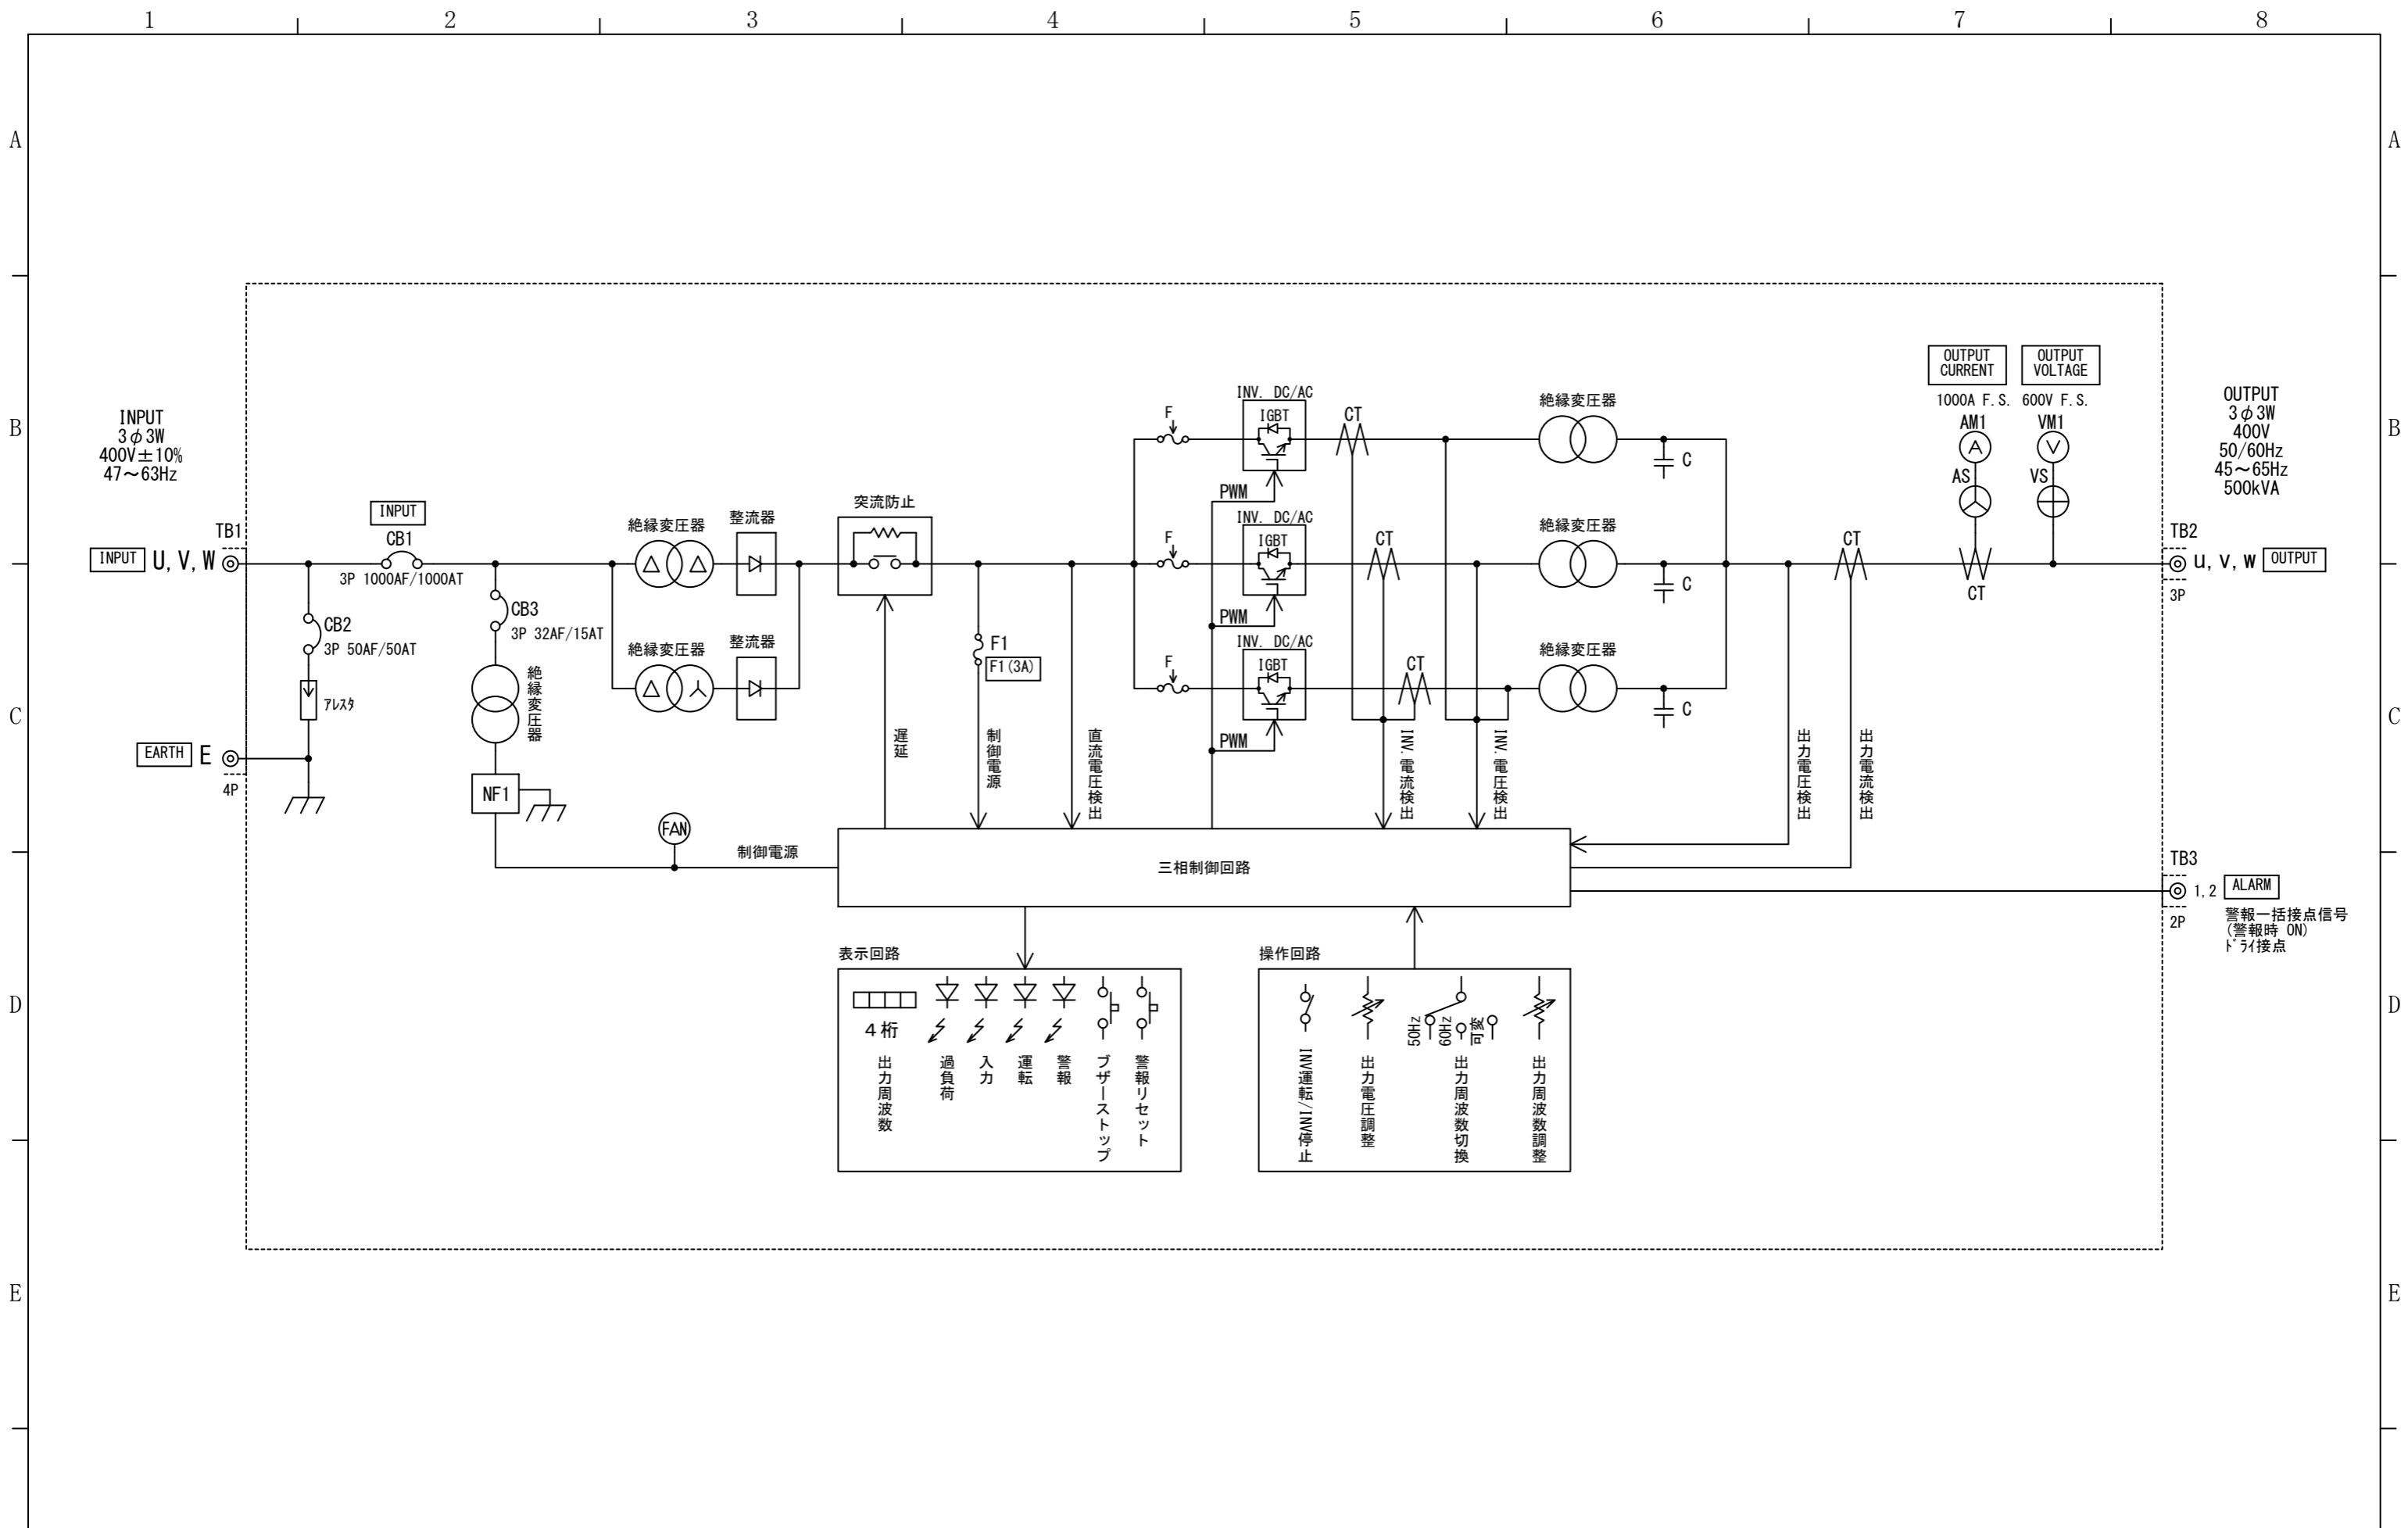 1 2 3 4 5 6 7 8
A A
B B
C C
D D
E E
INPUT
3φ3W
400V±10%
47～63Hz
INPUT U, V, W
TB1
EARTH E
4P
INPUT
CB1
3P 1000AF/1000AT
CB2
3P 50AF/50AT
ｱﾚｽﾀ
CB3
3P 32AF/15AT
絶縁変圧器
NF1
FAN
制御電源
絶縁変圧器
整流器
絶縁変圧器
整流器
突流防止
遅延
F1
F1(3A)
制御電源
直流電圧検出
F
INV. DC/AC
IGBT
PWM
CT
絶縁変圧器
C
F
INV. DC/AC
IGBT
PWM
CT
絶縁変圧器
C
F
INV. DC/AC
IGBT
PWM
CT
絶縁変圧器
C
INV.電流検出
INV.電圧検出
出力電圧検出
出力電流検出
CT
OUTPUT
CURRENT
1000A F.S.
AM1
A
AS
CT
OUTPUT
VOLTAGE
600V F.S.
VM1
V
VS
OUTPUT
3φ3W
400V
50/60Hz
45～65Hz
500kVA
TB2
u, v, w OUTPUT
3P
三相制御回路
TB3
1,2 ALARM
2P
警報一括接点信号
(警報時 ON)
ﾄﾞﾗｲ接点
表示回路
４桁
出力周波数
過負荷
入力
運転
警報
ブザーストップ
警報リセット
操作回路
INV運転/INV停止
出力電圧調整
50Hz
60Hz
可変
出力周波数切換
出力周波数調整